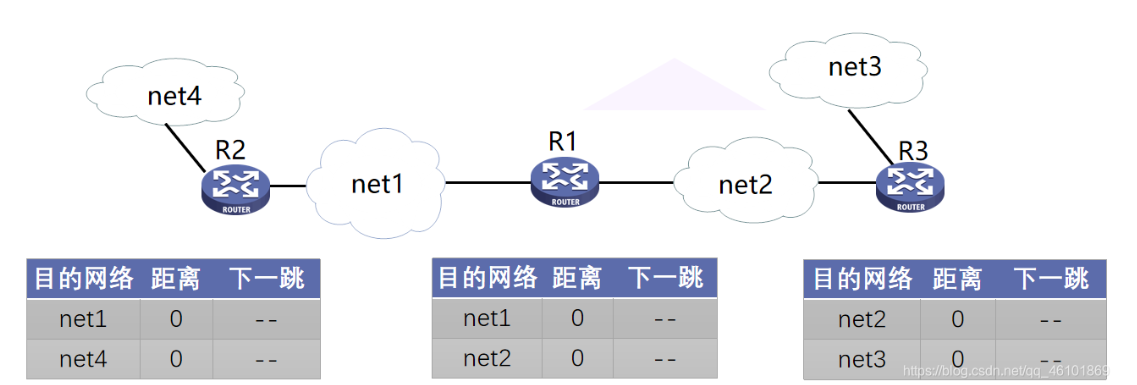 net3
net4
R2
R1
R3
net1
net2
ROUTER
ROUTER
ROUTER
目的网络 距离 下一跳
net1 0 --
net4 0 --
目的网络 距离 下一跳
net1 0 --
net2 0 --
目的网络 距离 下一跳
net2 0 --
net3 0 --
https://blog.csdn.net/qq_46101869